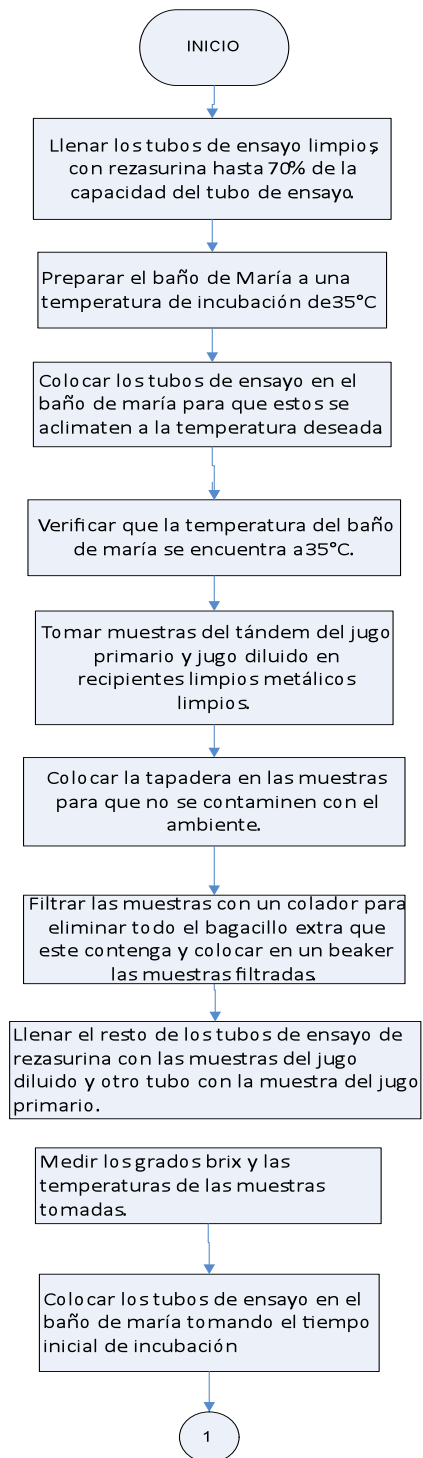 INICIO
Llenar los tubos de ensayo limpios,
con rezasurina hasta 70% de la
capacidad del tubo de ensayo.
Preparar el baño de María a una
temperatura de incubación de35°C
Colocar los tubos de ensayo en el
baño de maría para que estos se
aclimaten a la temperatura deseada
Verificar que la temperatura del baño
de maría se encuentra a35°C.
Tomar muestras del tándem del jugo
primario y jugo diluido en
recipientes limpios metálicos
limpios.
Colocar la tapadera en las muestras
para que no se contaminen con el
ambiente.
Filtrar las muestras con un colador para
eliminar todo el bagacillo extra que
este contenga y colocar en un beaker
las muestras filtradas.
Llenar el resto de los tubos de ensayo de
rezasurina con las muestras del jugo
diluido y otro tubo con la muestra del jugo
primario.
Medir los grados brix y las
temperaturas de las muestras
tomadas.
Colocar los tubos de ensayo en el
baño de maría tomando el tiempo
inicial de incubación
1